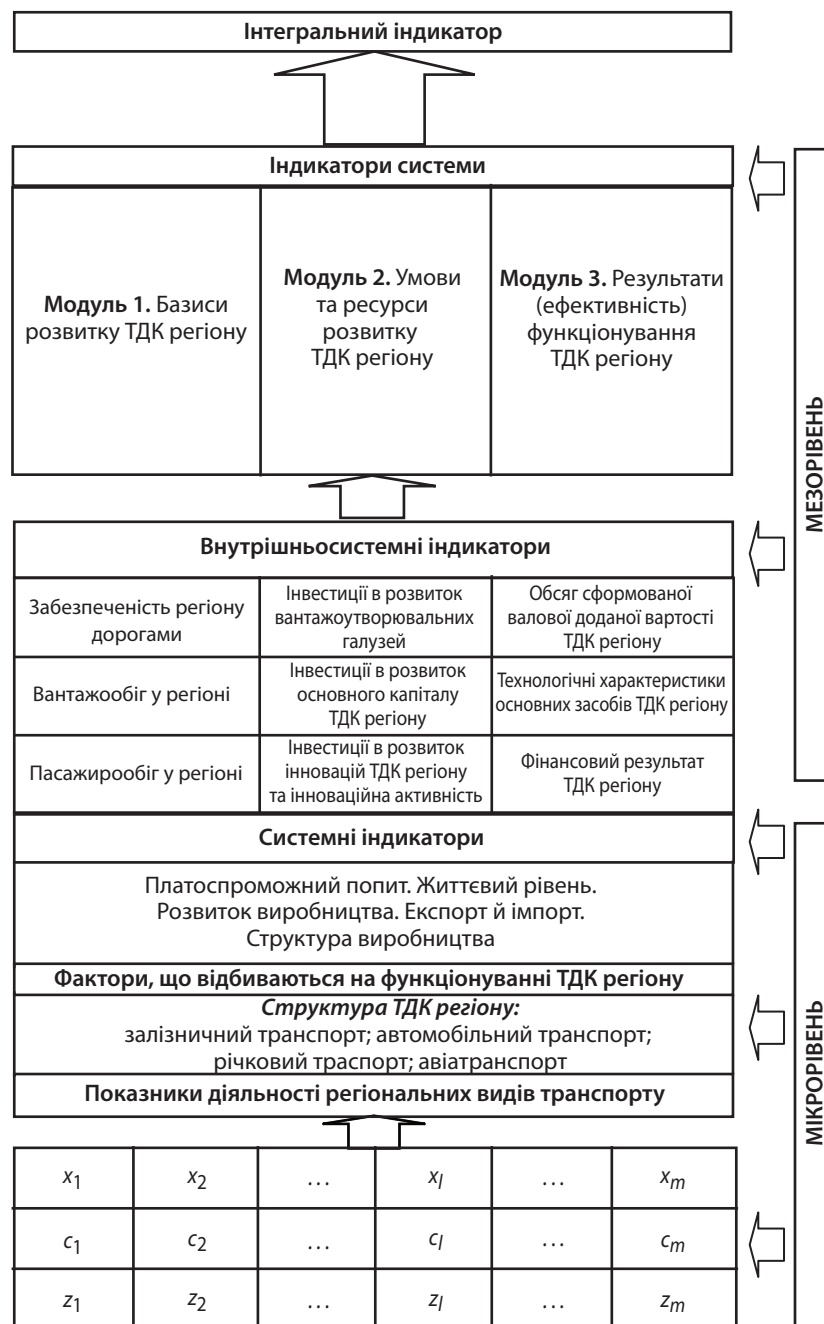 Інтегральний індикатор
Індикатори системи
Модуль 1. Базиси
розвитку ТДК регіону
Модуль 2. Умови
та ресурси
розвитку
ТДК регіону
Модуль 3. Результати
(ефективність)
функціонування
ТДК регіону
МЕЗОРІВЕНЬ
Внутрішньосистемні індикатори
Забезпеченість регіону
дорогами
Інвестиції в розвиток
вантажоутворювальних
галузей
Обсяг сформованої
валової доданої вартості
ТДК регіону
Вантажообіг у регіоні
Інвестиції в розвиток
основного капіталу
ТДК регіону
Технологічні характеристики
основних засобів ТДК регіону
Пасажирообіг у регіоні
Інвестиції в розвиток
інновацій ТДК регіону
та інноваційна активність
Фінансовий результат
ТДК регіону
Системні індикатори
Платоспроможний попит. Життєвий рівень.
Розвиток виробництва. Експорт й імпорт.
Структура виробництва
Фактори, що відбиваються на функціонуванні ТДК регіону
Структура ТДК регіону:
залізничний транспорт; автомобільний транспорт;
річковий траспорт; авіатранспорт
Показники діяльності регіональних видів транспорту
МІКРОРІВЕНЬ
x1 x2 ... xl ... xm
c1 c2 ... cl ... cm
z1 z2 ... zl ... zm